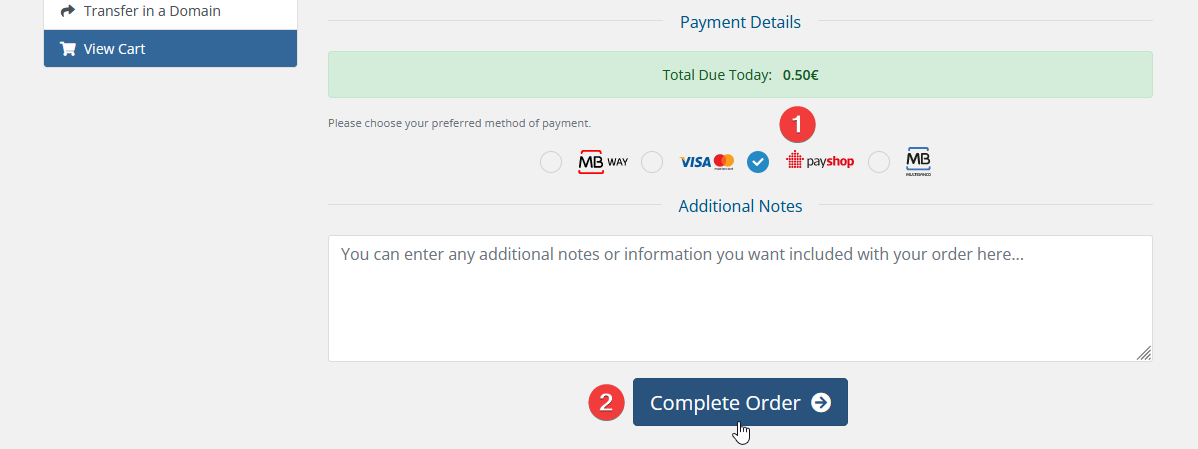 Transfer in a Domain
View Cart
Payment Details
Total Due Today: 0.50€
Please choose your preferred method of payment.
1
MB WAY VISA mastercard payshop MB MULTIBANCO
Additional Notes
You can enter any additional notes or information you want included with your order here...
2 Complete Order